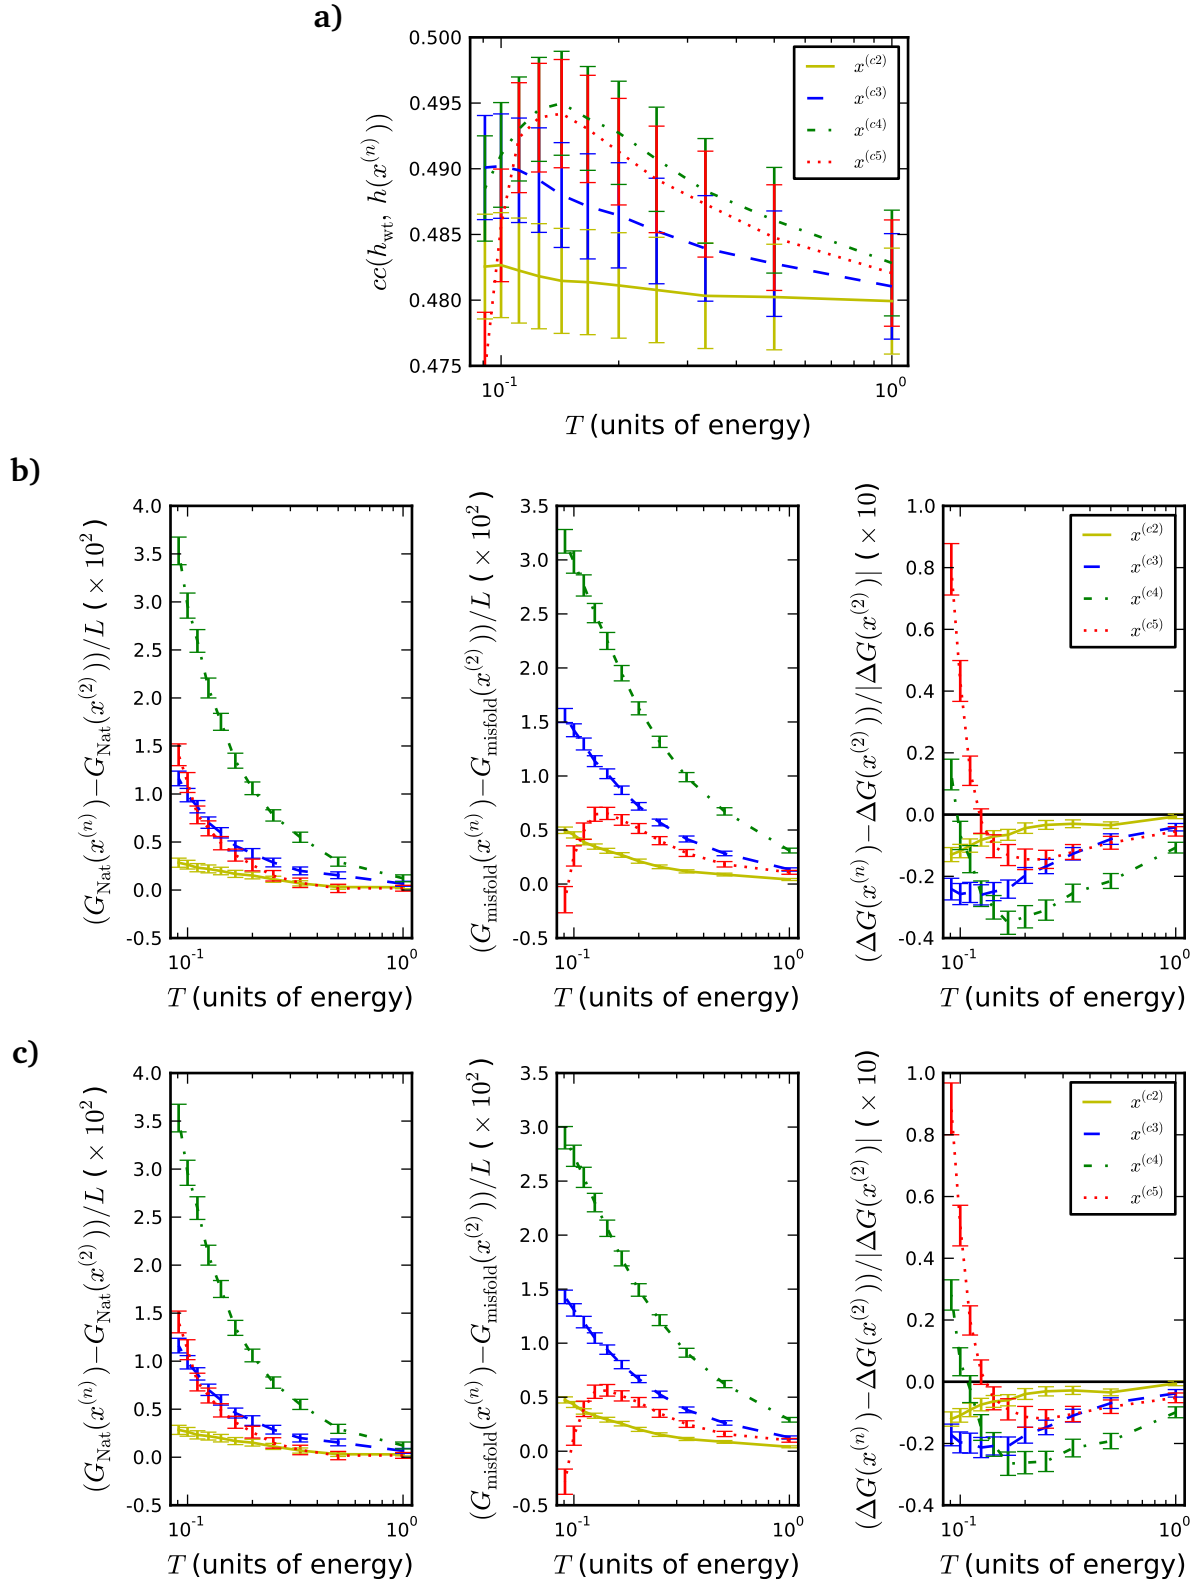 a)
0.500
0.495
0.490
0.485
0.480
0.475
cc(h_wt, h(x^(n)))
x^(c2)
x^(c3)
x^(c4)
x^(c5)
10^-1
10^0
T (units of energy)
b)
4.0
3.5
3.0
2.5
2.0
1.5
1.0
0.5
0.0
-0.5
(G_Nat(x^(n))−G_Nat(x^(2)))/L (×10^2)
10^-1
10^0
T (units of energy)
3.5
3.0
2.5
2.0
1.5
1.0
0.5
0.0
-0.5
(G_misfold(x^(n))−G_misfold(x^(2)))/L (×10^2)
10^-1
10^0
T (units of energy)
1.0
0.8
0.6
0.4
0.2
0.0
-0.2
-0.4
(ΔG(x^(n))−ΔG(x^(2)))/|ΔG(x^(2))| (×10)
x^(c2)
x^(c3)
x^(c4)
x^(c5)
10^-1
10^0
T (units of energy)
c)
4.0
3.5
3.0
2.5
2.0
1.5
1.0
0.5
0.0
-0.5
(G_Nat(x^(n))−G_Nat(x^(2)))/L (×10^2)
10^-1
10^0
T (units of energy)
3.5
3.0
2.5
2.0
1.5
1.0
0.5
0.0
-0.5
(G_misfold(x^(n))−G_misfold(x^(2)))/L (×10^2)
10^-1
10^0
T (units of energy)
1.0
0.8
0.6
0.4
0.2
0.0
-0.2
-0.4
(ΔG(x^(n))−ΔG(x^(2)))/|ΔG(x^(2))| (×10)
x^(c2)
x^(c3)
x^(c4)
x^(c5)
10^-1
10^0
T (units of energy)